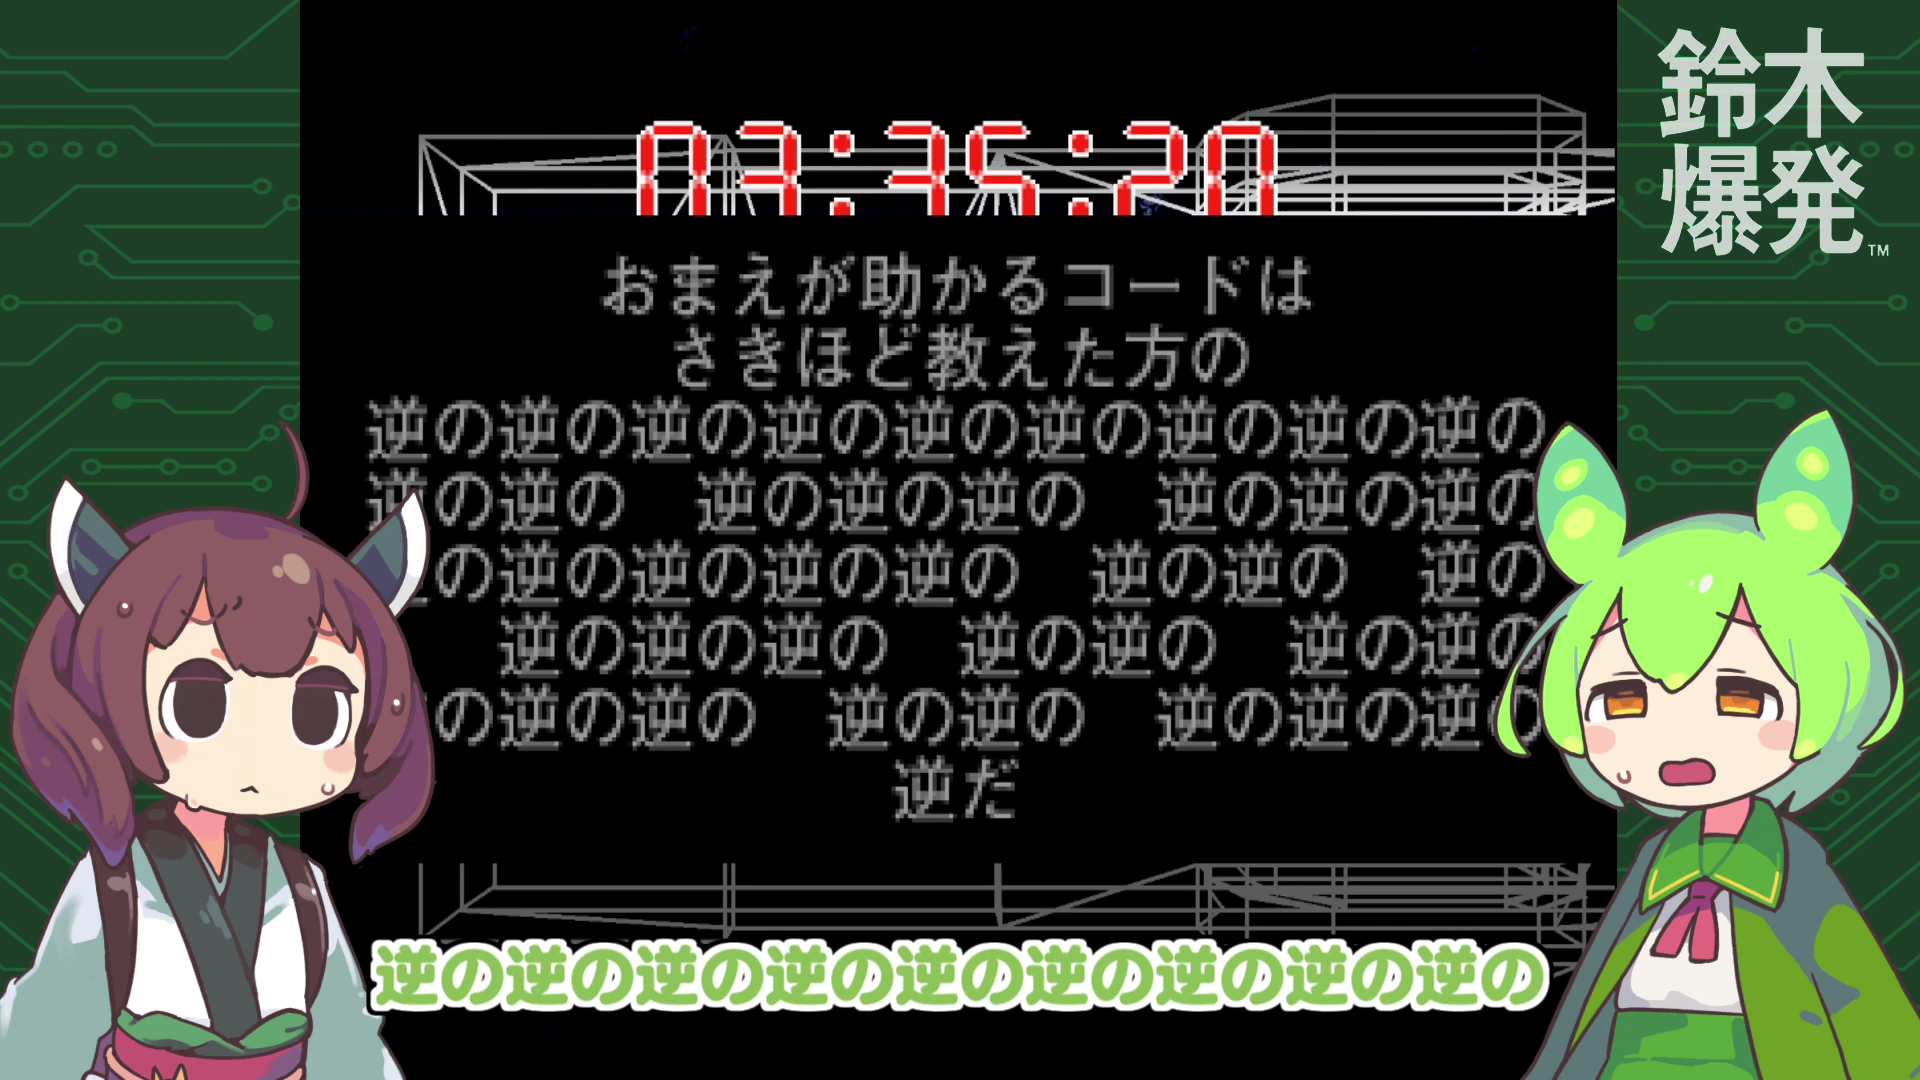 03:35:20
鈴木
爆発
TM
おまえが助かるコードは
さきほど教えた方の
逆の逆の逆の逆の逆の逆の逆の逆の逆の
逆の逆の　逆の逆の逆の　逆の逆の逆の
の逆の逆の逆の逆の　逆の逆の　逆の
逆の逆の逆の　逆の逆の　逆の逆の
の逆の逆の　逆の逆の　逆の逆の逆の
逆だ
逆の逆の逆の逆の逆の逆の逆の逆の逆の